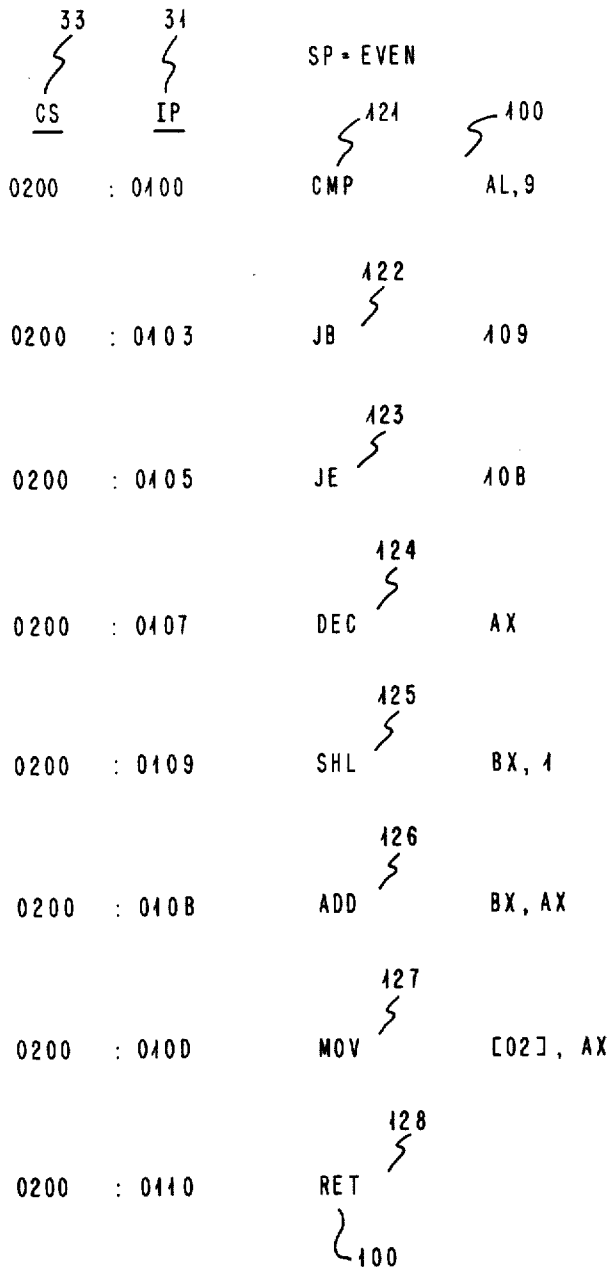 33 31
SP = EVEN
CS IP
121 100
0200 : 0100 CMP AL, 9
122
0200 : 0103 JB 109
123
0200 : 0105 JE 10B
124
0200 : 0107 DEC AX
125
0200 : 0109 SHL BX, 1
126
0200 : 010B ADD BX, AX
127
0200 : 010D MOV [02], AX
128
0200 : 0110 RET
100